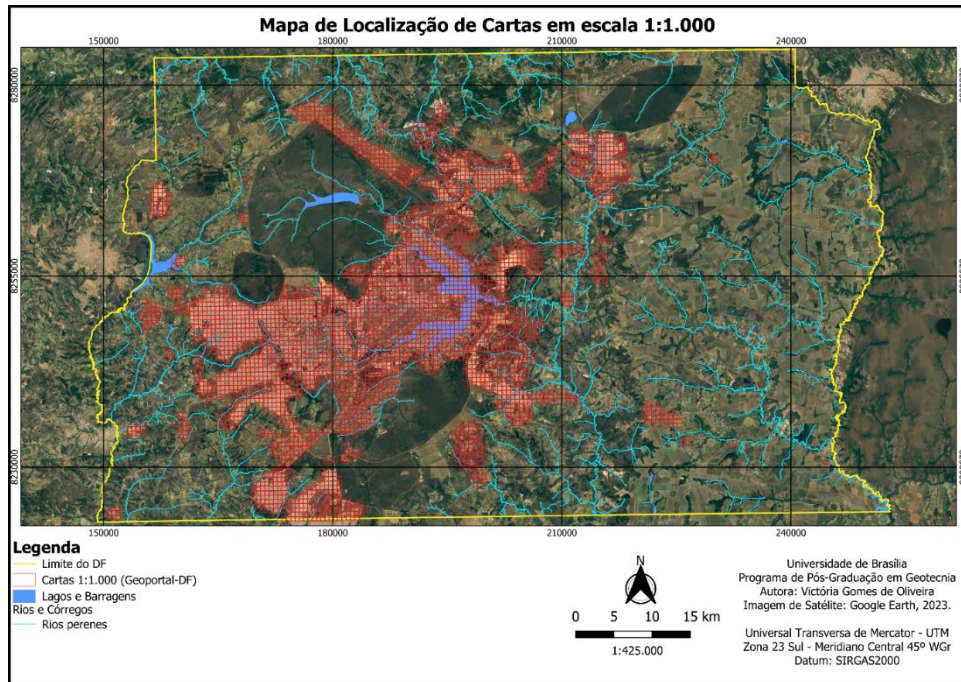 Mapa de Localização de Cartas em escala 1:1.000
150000 180000 210000 240000
8280000 8280000
8255000 8255000
8230000 8230000
150000 180000 210000 240000
Legenda
Limite do DF
Cartas 1:1.000 (Geoportal-DF)
Lagos e Barragens
Rios e Córregos
Rios perenes
N
0 5 10 15 km
1:425.000
Universidade de Brasília
Programa de Pós-Graduação em Geotecnia
Autora: Victória Gomes de Oliveira
Imagem de Satélite: Google Earth, 2023.
Universal Transversa de Mercator - UTM
Zona 23 Sul - Meridiano Central 45º WGr
Datum: SIRGAS2000